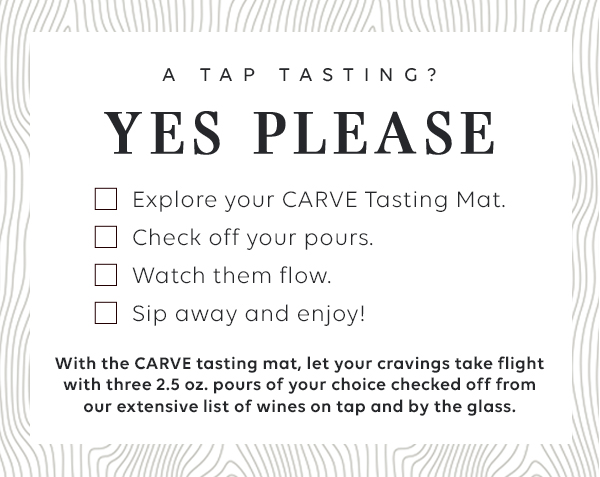 A TAP TASTING?
YES PLEASE
Explore your CARVE Tasting Mat.
Check off your pours.
Watch them flow.
Sip away and enjoy!
With the CARVE tasting mat, let your cravings take flight
with three 2.5 oz. pours of your choice checked off from
our extensive list of wines on tap and by the glass.